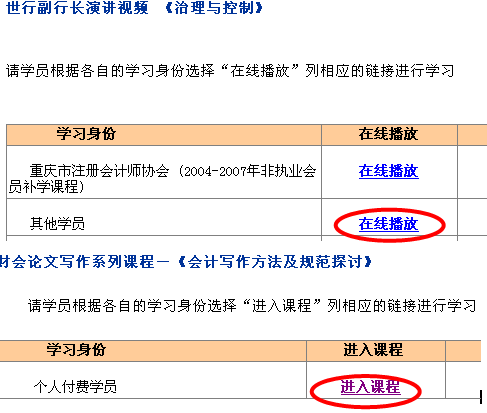 世行副行长演讲视频 《治理与控制》
请学员根据各自的学习身份选择“在线播放”列相应的链接进行学习
学习身份 在线播放
重庆市注册会计师协会 (2004-2007年非执业会 在线播放
员补学课程)
其他学员 在线播放
财会论文写作系列课程—《会计写作方法及规范探讨》
请学员根据各自的学习身份选择“进入课程”列相应的链接进行学习
学习身份 进入课程
个人付费学员 进入课程